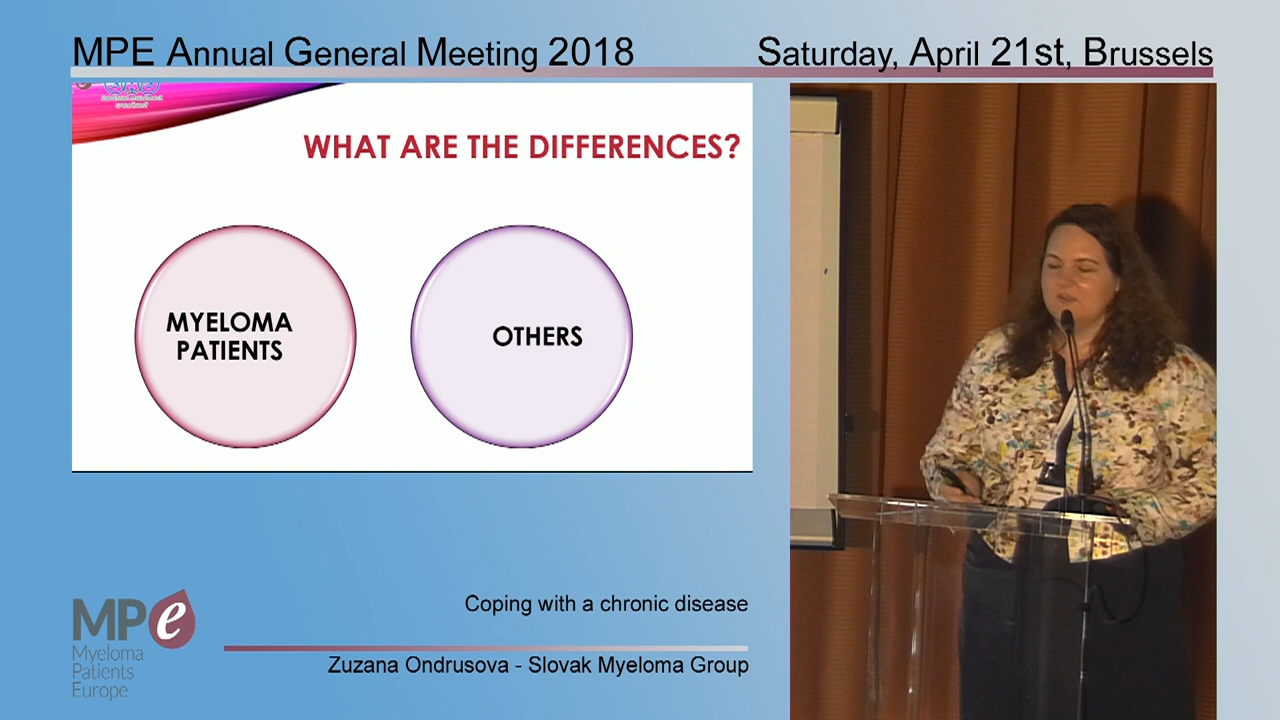 MPE Annual General Meeting 2018
Saturday, April 21st, Brussels
WHAT ARE THE DIFFERENCES?
MYELOMA
PATIENTS
OTHERS
Coping with a chronic disease
Zuzana Ondrusova - Slovak Myeloma Group
MPe
Myeloma
Patients
Europe